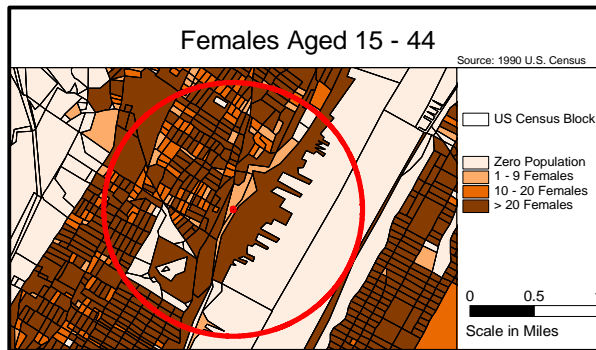 Females Aged 15 - 44
Source: 1990 U.S. Census
US Census Block
Zero Population
1 - 9 Females
10 - 20 Females
> 20 Females
0 0.5 1
Scale in Miles